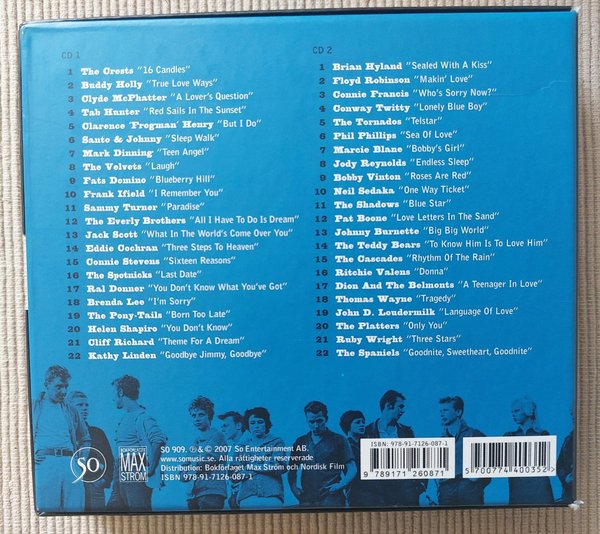 CD 1
1 The Crests "16 Candles"
2 Buddy Holly "True Love Ways"
3 Clyde McPhatter "A Lover's Question"
4 Tab Hunter "Red Sails In The Sunset"
5 Clarence 'Frogman' Henry "But I Do"
6 Santo & Johnny "Sleep Walk"
7 Mark Dinning "Teen Angel"
8 The Velvets "Laugh"
9 Fats Domino "Blueberry Hill"
10 Frank Ifield "I Remember You"
11 Sammy Turner "Paradise"
12 The Everly Brothers "All I Have To Do Is Dream"
13 Jack Scott "What In The World's Come Over You"
14 Eddie Cochran "Three Steps To Heaven"
15 Connie Stevens "Sixteen Reasons"
16 The Spotnicks "Last Date"
17 Ral Donner "You Don't Know What You've Got"
18 Brenda Lee "I'm Sorry"
19 The Pony-Tails "Born Too Late"
20 Helen Shapiro "You Don't Know"
21 Cliff Richard "Theme For A Dream"
22 Kathy Linden "Goodbye Jimmy, Goodbye"
CD 2
1 Brian Hyland "Sealed With A Kiss"
2 Floyd Robinson "Makin' Love"
3 Connie Francis "Who's Sorry Now?"
4 Conway Twitty "Lonely Blue Boy"
5 The Tornados "Telstar"
6 Phil Phillips "Sea Of Love"
7 Marcie Blane "Bobby's Girl"
8 Jody Reynolds "Endless Sleep"
9 Bobby Vinton "Roses Are Red"
10 Neil Sedaka "One Way Ticket"
11 The Shadows "Blue Star"
12 Pat Boone "Love Letters In The Sand"
13 Johnny Burnette "Big Big World"
14 The Teddy Bears "To Know Him Is To Love Him"
15 The Cascades "Rhythm Of The Rain"
16 Ritchie Valens "Donna"
17 Dion And The Belmonts "A Teenager In Love"
18 Thomas Wayne "Tragedy"
19 John D. Loudermilk "Language Of Love"
20 The Platters "Only You"
21 Ruby Wright "Three Stars"
22 The Spaniels "Goodnite, Sweetheart, Goodnite"
SO
BOKFÖRLAGET
MAX
STRÖM
SO 909. ℗ & © 2007 So Entertainment AB.
www.somusic.se. Alla rättigheter reserverade
Distribution: Bokförlaget Max Ström och Nordisk Film
ISBN 978-91-7126-087-1
ISBN: 978-91-7126-087-1
9 789171 260871
5 700774 400352